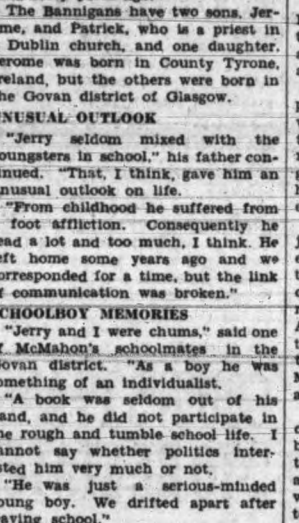 The Bannigans have two sons, Jer-
me, and Patrick, who is a priest in
Dublin church, and one daughter.
erome was born in County Tyrone,
reland, but the others were born in
he Govan district of Glasgow.
NUSUAL OUTLOOK
"Jerry seldom mixed with the
oungsters in school," his father con-
inued. "That, I think, gave him an
nusual outlook on life.
"From childhood he suffered from
foot affliction. Consequently he
ead a lot and too much, I think. He
eft home some years ago and we
orresponded for a time, but the link
f communication was broken."
CHOOLBOY MEMORIES
"Jerry and I were chums," said one
f McMahon's schoolmates in the
ovan district. "As a boy he was
omething of an individualist.
"A book was seldom out of his
and, and he did not participate in
he rough and tumble school life. I
annot say whether politics inter-
sted him very much or not.
"He was just a serious-minded
oung boy. We drifted apart after
eaving school."